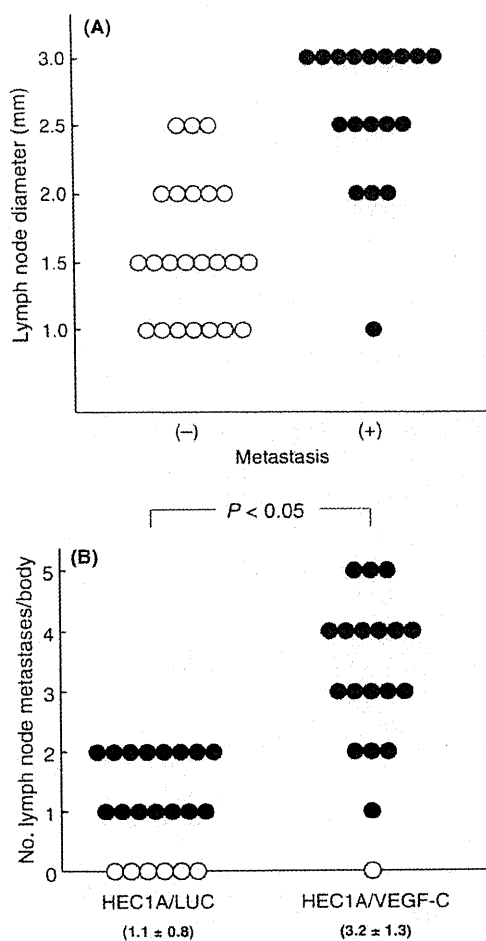 (A)
3.0
2.5
2.0
1.5
1.0
Lymph node diameter (mm)
(–) (+)
Metastasis
P < 0.05
(B)
5
4
3
2
1
0
No. lymph node metastases/body
HEC1A/LUC HEC1A/VEGF-C
(1.1 ± 0.8) (3.2 ± 1.3)